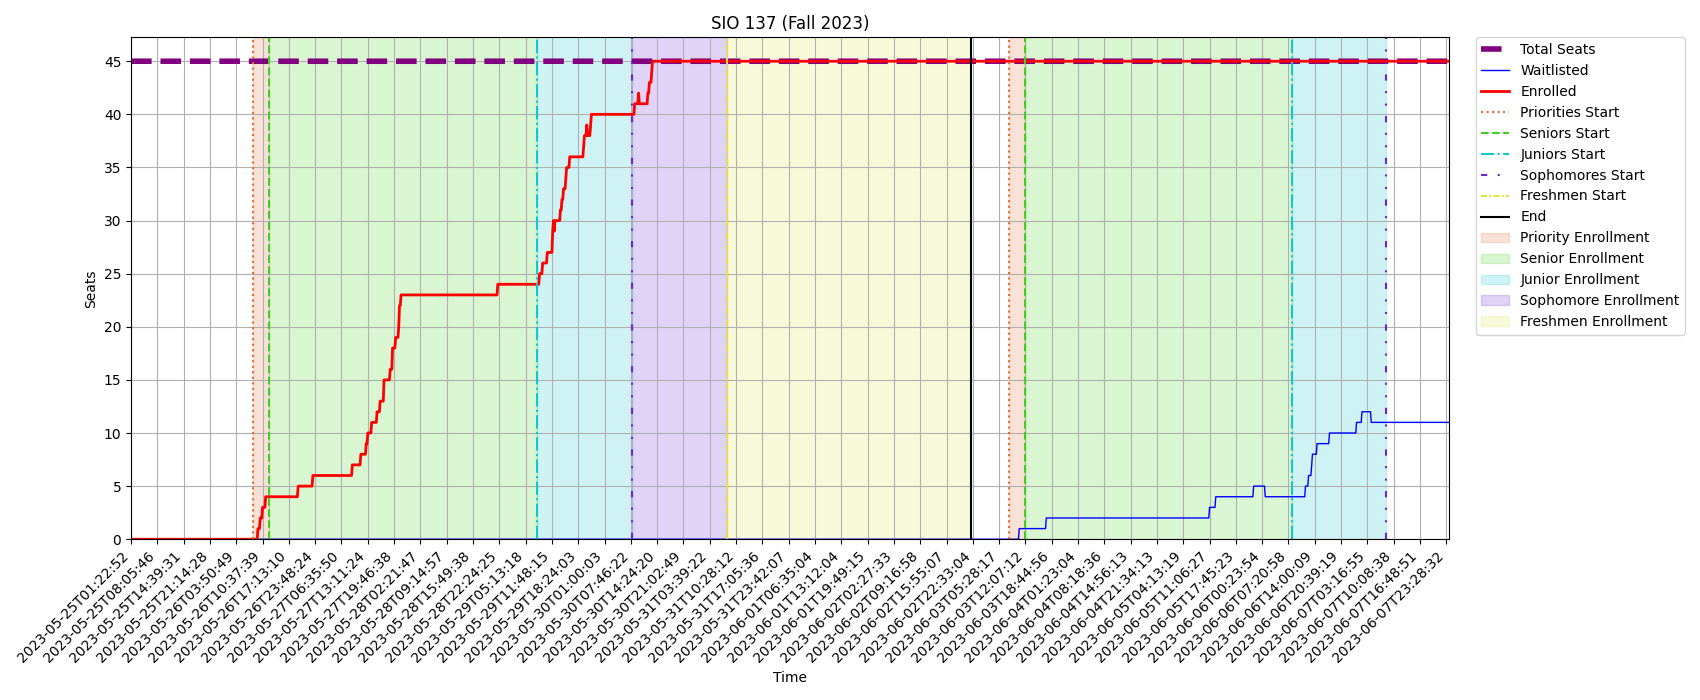 SIO 137 (Fall 2023)
Seats
45
40
35
30
25
20
15
10
5
0
2023-05-25T01:22:52
2023-05-25T08:05:46
2023-05-25T14:39:31
2023-05-25T21:14:28
2023-05-26T03:50:49
2023-05-26T10:37:39
2023-05-26T17:13:10
2023-05-26T23:48:24
2023-05-27T06:35:50
2023-05-27T13:11:24
2023-05-27T19:46:38
2023-05-28T02:21:47
2023-05-28T09:14:57
2023-05-28T15:49:38
2023-05-28T22:24:25
2023-05-29T05:13:18
2023-05-29T11:48:15
2023-05-29T18:24:03
2023-05-30T01:00:03
2023-05-30T07:46:22
2023-05-30T14:24:20
2023-05-30T21:02:49
2023-05-31T03:39:22
2023-05-31T10:28:12
2023-05-31T17:05:36
2023-05-31T23:42:07
2023-06-01T06:35:04
2023-06-01T13:12:04
2023-06-01T19:49:15
2023-06-02T02:27:33
2023-06-02T09:16:58
2023-06-02T15:55:07
2023-06-02T22:33:04
2023-06-03T05:28:17
2023-06-03T12:07:12
2023-06-03T18:44:56
2023-06-04T01:23:04
2023-06-04T08:18:36
2023-06-04T14:56:13
2023-06-04T21:34:13
2023-06-05T04:13:19
2023-06-05T11:06:27
2023-06-05T17:45:23
2023-06-06T00:23:54
2023-06-06T07:20:58
2023-06-06T14:00:09
2023-06-06T20:39:19
2023-06-07T03:16:55
2023-06-07T10:08:38
2023-06-07T16:48:51
2023-06-07T23:28:32
Time
Total Seats
Waitlisted
Enrolled
Priorities Start
Seniors Start
Juniors Start
Sophomores Start
Freshmen Start
End
Priority Enrollment
Senior Enrollment
Junior Enrollment
Sophomore Enrollment
Freshmen Enrollment